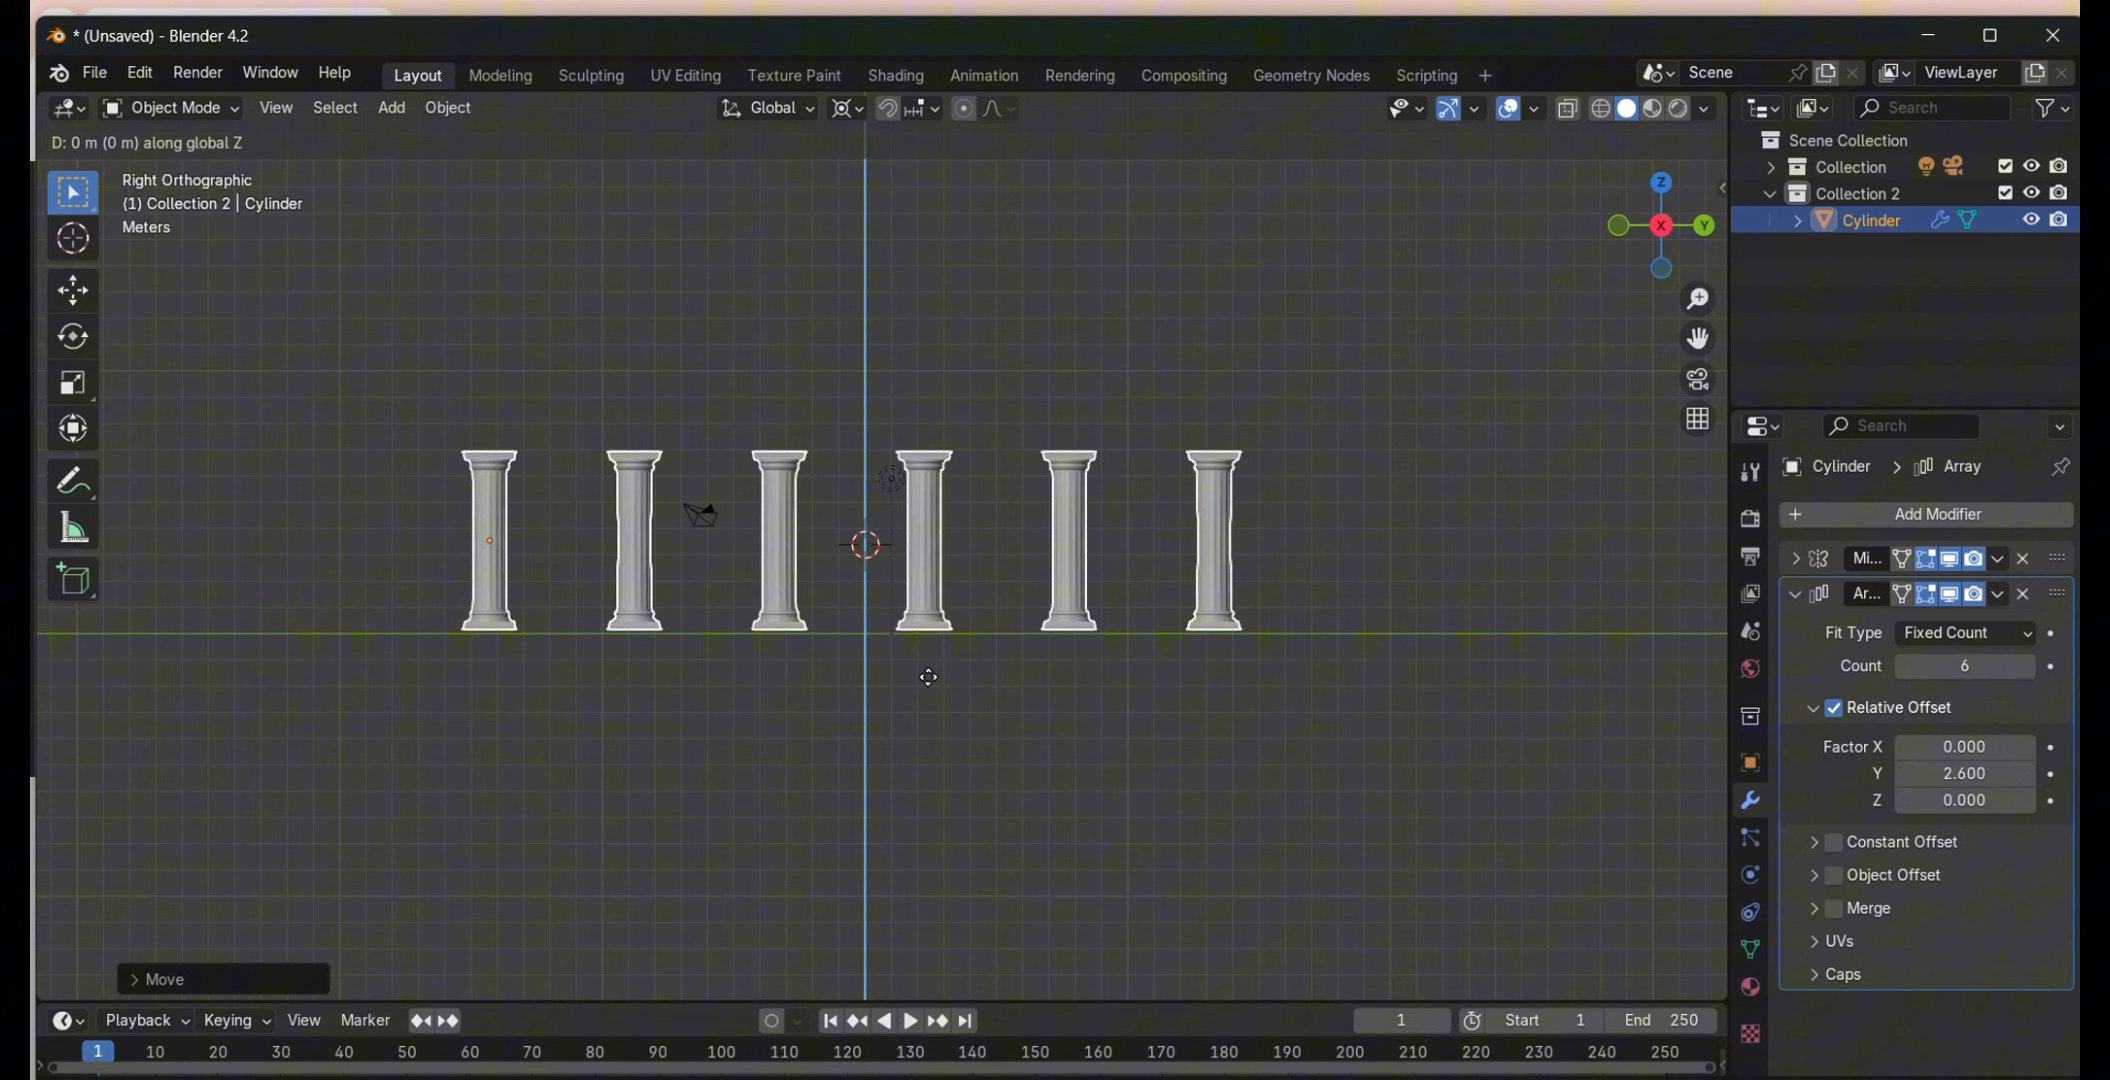 * (Unsaved) - Blender 4.2
File Edit Render Window Help Layout Modeling Sculpting UV Editing Texture Paint Shading Animation Rendering Compositing Geometry Nodes Scripting + Scene ViewLayer
Object Mode View Select Add Object Global Search
D: 0 m (0 m) along global Z
Scene Collection
Collection
Collection 2
Cylinder
Right Orthographic
(1) Collection 2 | Cylinder
Meters
Z
X
Y
Search
Cylinder > Array
+ Add Modifier
Mi...
Ar...
Fit Type Fixed Count
Count 6
Relative Offset
Factor X 0.000
Y 2.600
Z 0.000
Constant Offset
Object Offset
Merge
UVs
Caps
> Move
Playback Keying View Marker 1 Start 1 End 250
1 10 20 30 40 50 60 70 80 90 100 110 120 130 140 150 160 170 180 190 200 210 220 230 240 250